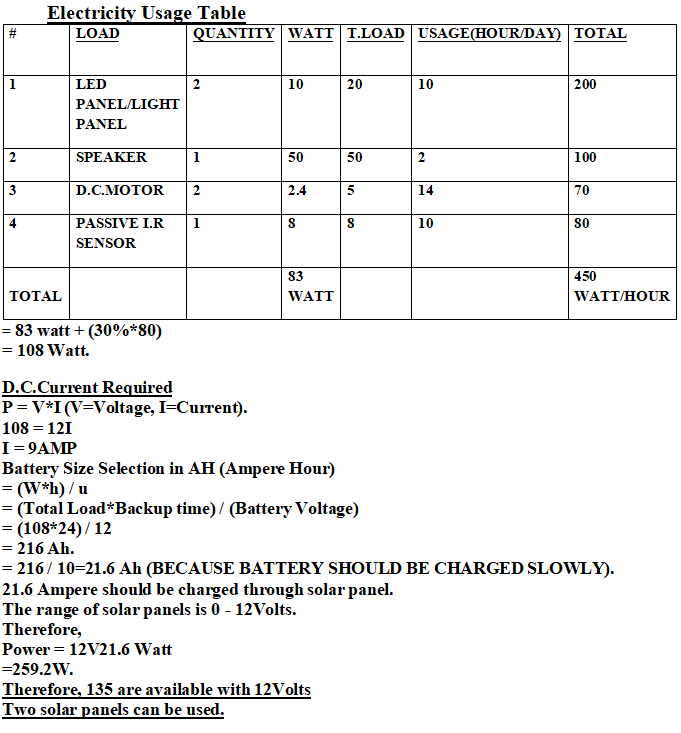 Electricity Usage Table
# LOAD QUANTITY WATT T.LOAD USAGE(HOUR/DAY) TOTAL
1 LED 2 10 20 10 200
PANEL/LIGHT
PANEL
2 SPEAKER 1 50 50 2 100
3 D.C.MOTOR 2 2.4 5 14 70
4 PASSIVE I.R 1 8 8 10 80
SENSOR
83 450
TOTAL WATT WATT/HOUR
= 83 watt + (30%*80)
= 108 Watt.
D.C.Current Required
P = V*I (V=Voltage, I=Current).
108 = 12I
I = 9AMP
Battery Size Selection in AH (Ampere Hour)
= (W*h) / u
= (Total Load*Backup time) / (Battery Voltage)
= (108*24) / 12
= 216 Ah.
= 216 / 10=21.6 Ah (BECAUSE BATTERY SHOULD BE CHARGED SLOWLY).
21.6 Ampere should be charged through solar panel.
The range of solar panels is 0 - 12Volts.
Therefore,
Power = 12V21.6 Watt
=259.2W.
Therefore, 135 are available with 12Volts
Two solar panels can be used.